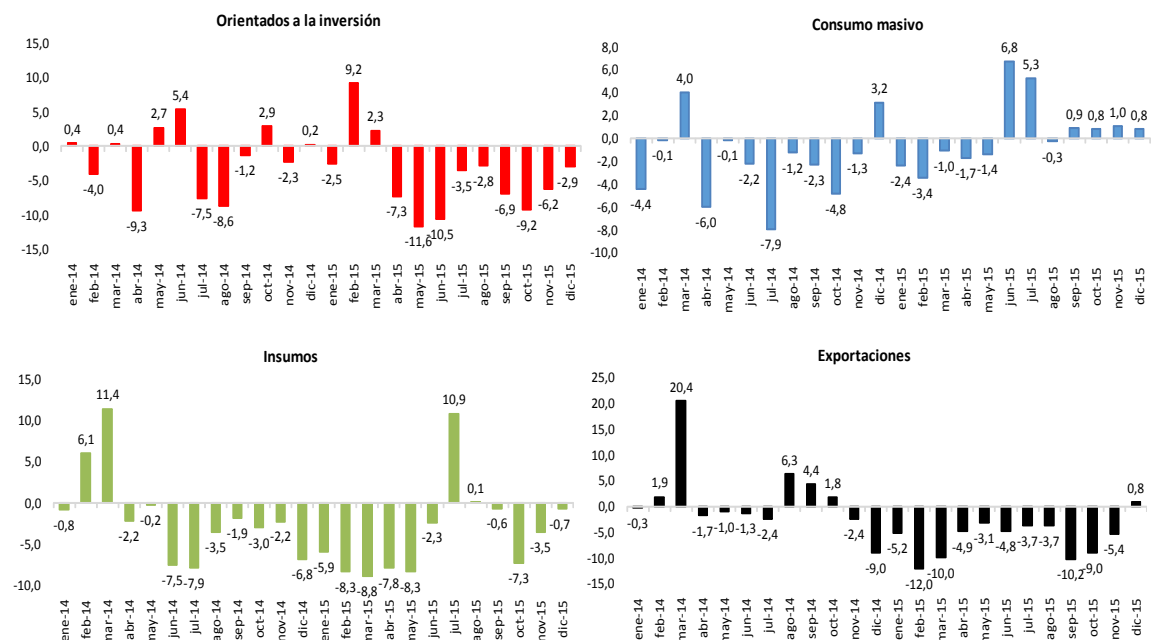 Orientados a la inversión
15,0
10,0
5,0
0,0
-5,0
-10,0
-15,0
0,4
-4,0
0,4
-9,3
2,7
5,4
-7,5
-8,6
-1,2
2,9
-2,3
0,2
-2,5
9,2
2,3
-7,3
-11,6
-10,5
-3,5
-2,8
-6,9
-9,2
-6,2
-2,9
ene-14
feb-14
mar-14
abr-14
may-14
jun-14
jul-14
ago-14
sep-14
oct-14
nov-14
dic-14
ene-15
feb-15
mar-15
abr-15
may-15
jun-15
jul-15
ago-15
sep-15
oct-15
nov-15
dic-15
Consumo masivo
8,0
6,0
4,0
2,0
0,0
-2,0
-4,0
-6,0
-8,0
-10,0
-4,4
-0,1
4,0
-6,0
-0,1
-2,2
-7,9
-1,2
-2,3
-4,8
-1,3
3,2
-2,4
-3,4
-1,0
-1,7
-1,4
6,8
5,3
-0,3
0,9
0,8
1,0
0,8
ene-14
feb-14
mar-14
abr-14
may-14
jun-14
jul-14
ago-14
sep-14
oct-14
nov-14
dic-14
ene-15
feb-15
mar-15
abr-15
may-15
jun-15
jul-15
ago-15
sep-15
oct-15
nov-15
dic-15
Insumos
15,0
10,0
5,0
0,0
-5,0
-10,0
-0,8
6,1
11,4
-2,2
-0,2
-7,5
-7,9
-3,5
-1,9
-3,0
-2,2
-6,8
-5,9
-8,3
-8,8
-7,8
-8,3
-2,3
10,9
0,1
-0,6
-7,3
-3,5
-0,7
ene-14
feb-14
mar-14
abr-14
may-14
jun-14
jul-14
ago-14
sep-14
oct-14
nov-14
dic-14
ene-15
feb-15
mar-15
abr-15
may-15
jun-15
jul-15
ago-15
sep-15
oct-15
nov-15
dic-15
Exportaciones
25,0
20,0
15,0
10,0
5,0
0,0
-5,0
-10,0
-15,0
-0,3
1,9
20,4
-1,7
-1,0
-1,3
-2,4
6,3
4,4
1,8
-2,4
-9,0
-5,2
-12,0
-10,0
-4,9
-3,1
-4,8
-3,7
-3,7
-10,2
-9,0
-5,4
0,8
ene-14
feb-14
mar-14
abr-14
may-14
jun-14
jul-14
ago-14
sep-14
oct-14
nov-14
dic-14
ene-15
feb-15
mar-15
abr-15
may-15
jun-15
jul-15
ago-15
sep-15
oct-15
nov-15
dic-15